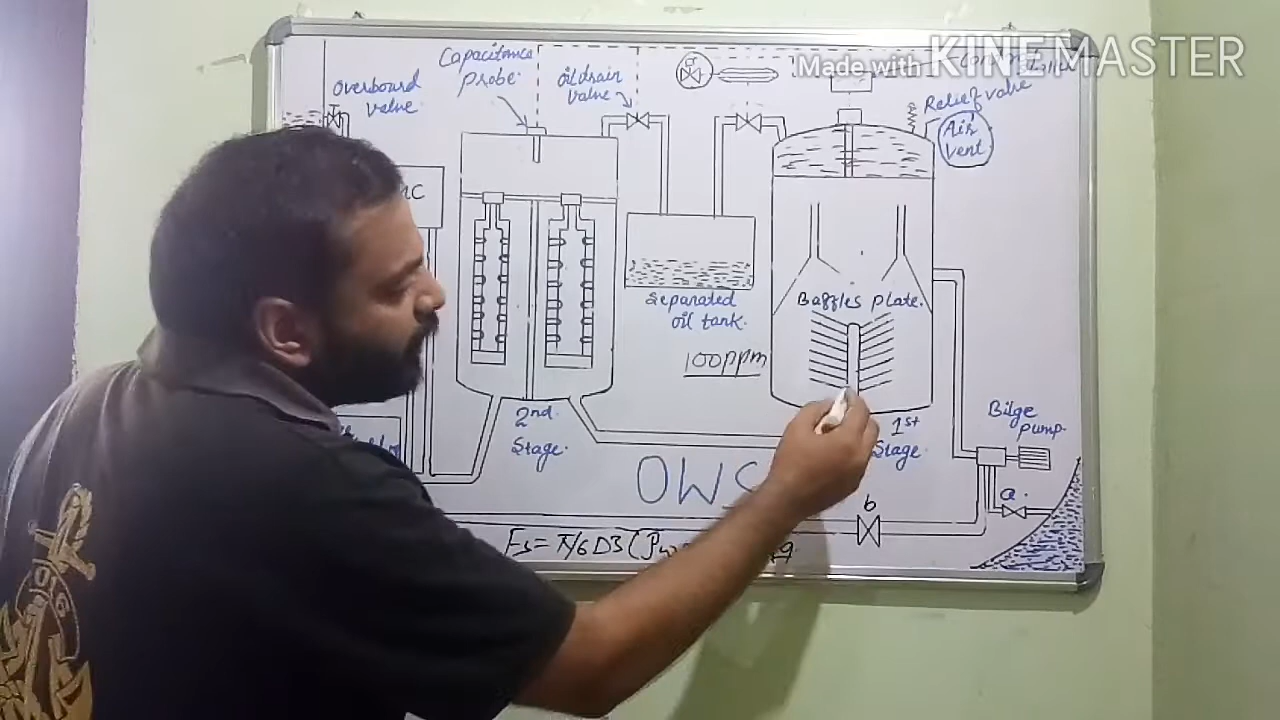 Made with KINEMASTER
Capacitance
probe.
oil drain
valve
Overboard
valve
Relief valve
Air
vent
Separated
oil tank.
Baffles plate.
100ppm
2nd
Stage.
1st
Stage.
Bilge
pump.
OWS
a.
b